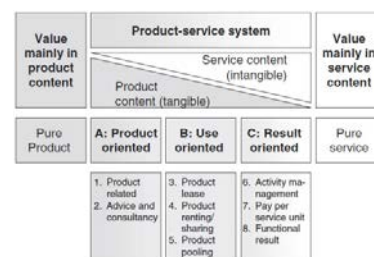 Value
mainly in
product
content
Product-service system
Service content
(intangible)
Product
content (tangible)
Value
mainly in
service
content
Pure
Product
A: Product
oriented
B: Use
oriented
C: Result
oriented
Pure
service
1. Product
related
2. Advice and
consultancy
3. Product
lease
4. Product
renting/
sharing
5. Product
pooling
6. Activity ma-
nagement
7. Pay per
service unit
8. Functional
result